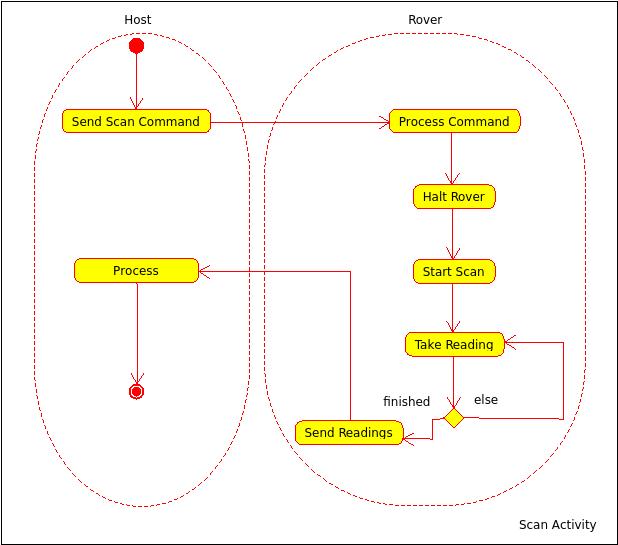 Host
Rover
Send Scan Command
Process Command
Halt Rover
Process
Start Scan
Take Reading
finished
else
Send Readings
Scan Activity